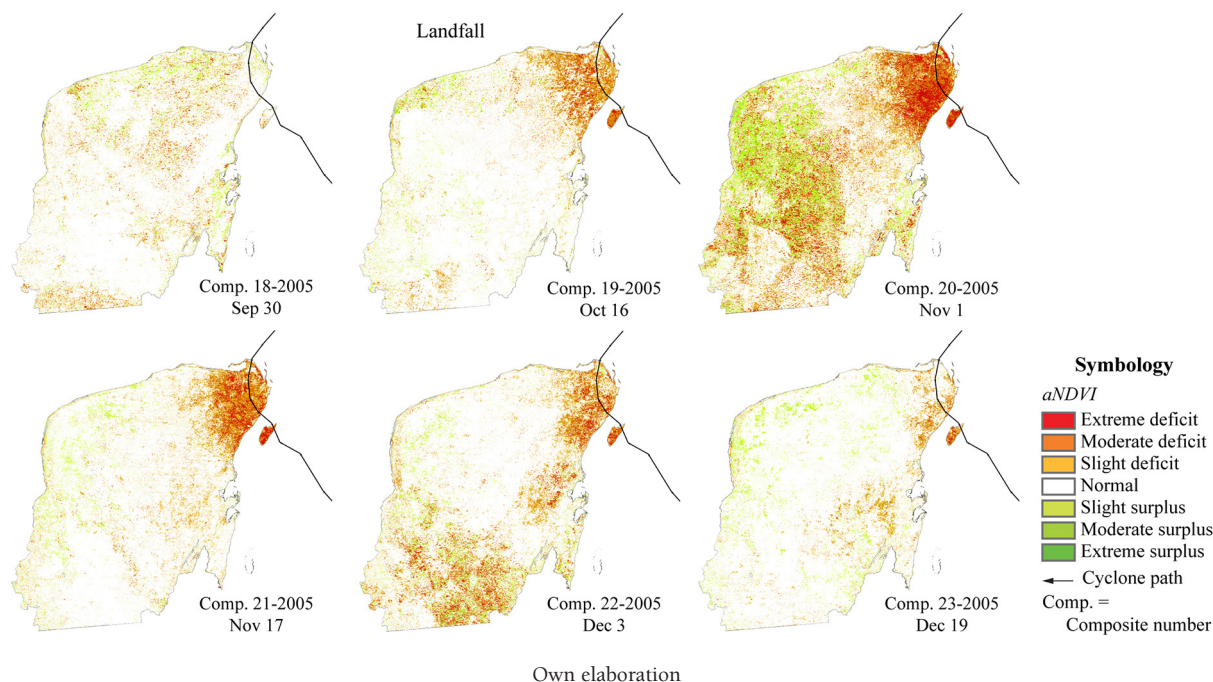 Landfall
Comp. 18-2005
Sep 30
Comp. 19-2005
Oct 16
Comp. 20-2005
Nov 1
Comp. 21-2005
Nov 17
Comp. 22-2005
Dec 3
Comp. 23-2005
Dec 19
Symbology
aNDVI
Extreme deficit
Moderate deficit
Slight deficit
Normal
Slight surplus
Moderate surplus
Extreme surplus
Cyclone path
Comp. =
Composite number
Own elaboration